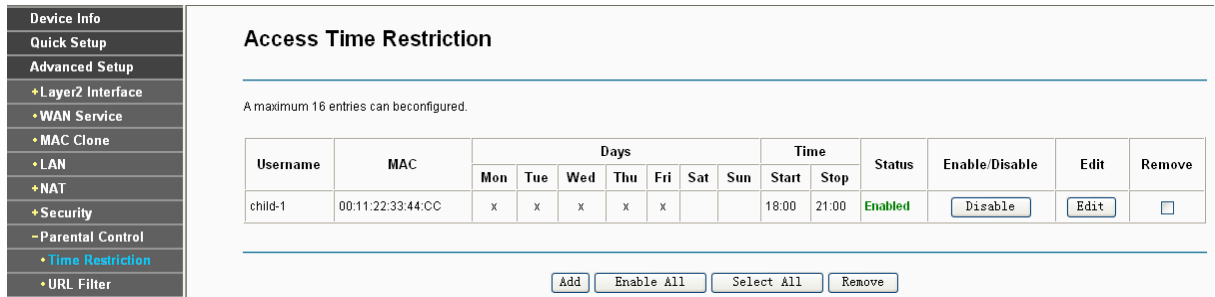 Device Info
Quick Setup
Advanced Setup
+Layer2 Interface
•WAN Service
•MAC Clone
•LAN
+NAT
+Security
−Parental Control
•Time Restriction
•URL Filter
Access Time Restriction
A maximum 16 entries can beconfigured.
Username MAC Days Time Status Enable/Disable Edit Remove
Mon Tue Wed Thu Fri Sat Sun Start Stop
child-1 00:11:22:33:44:CC x x x x x 18:00 21:00 Enabled Disable Edit
Add Enable All Select All Remove